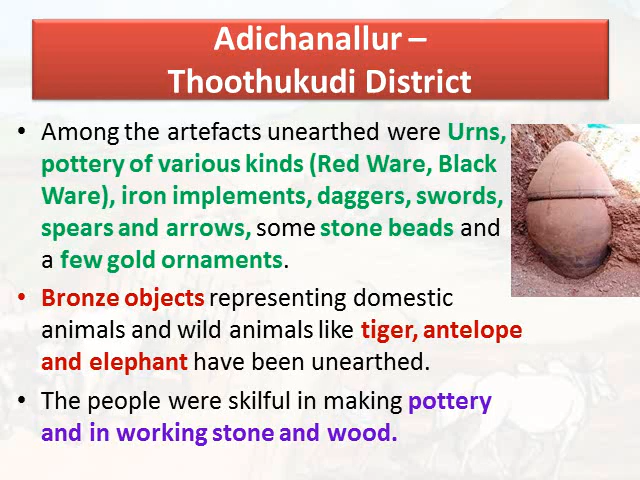 Adichanallur –
Thoothukudi District
• Among the artefacts unearthed were Urns,
pottery of various kinds (Red Ware, Black
Ware), iron implements, daggers, swords,
spears and arrows, some stone beads and
a few gold ornaments.
• Bronze objects representing domestic
animals and wild animals like tiger, antelope
and elephant have been unearthed.
• The people were skilful in making pottery
and in working stone and wood.